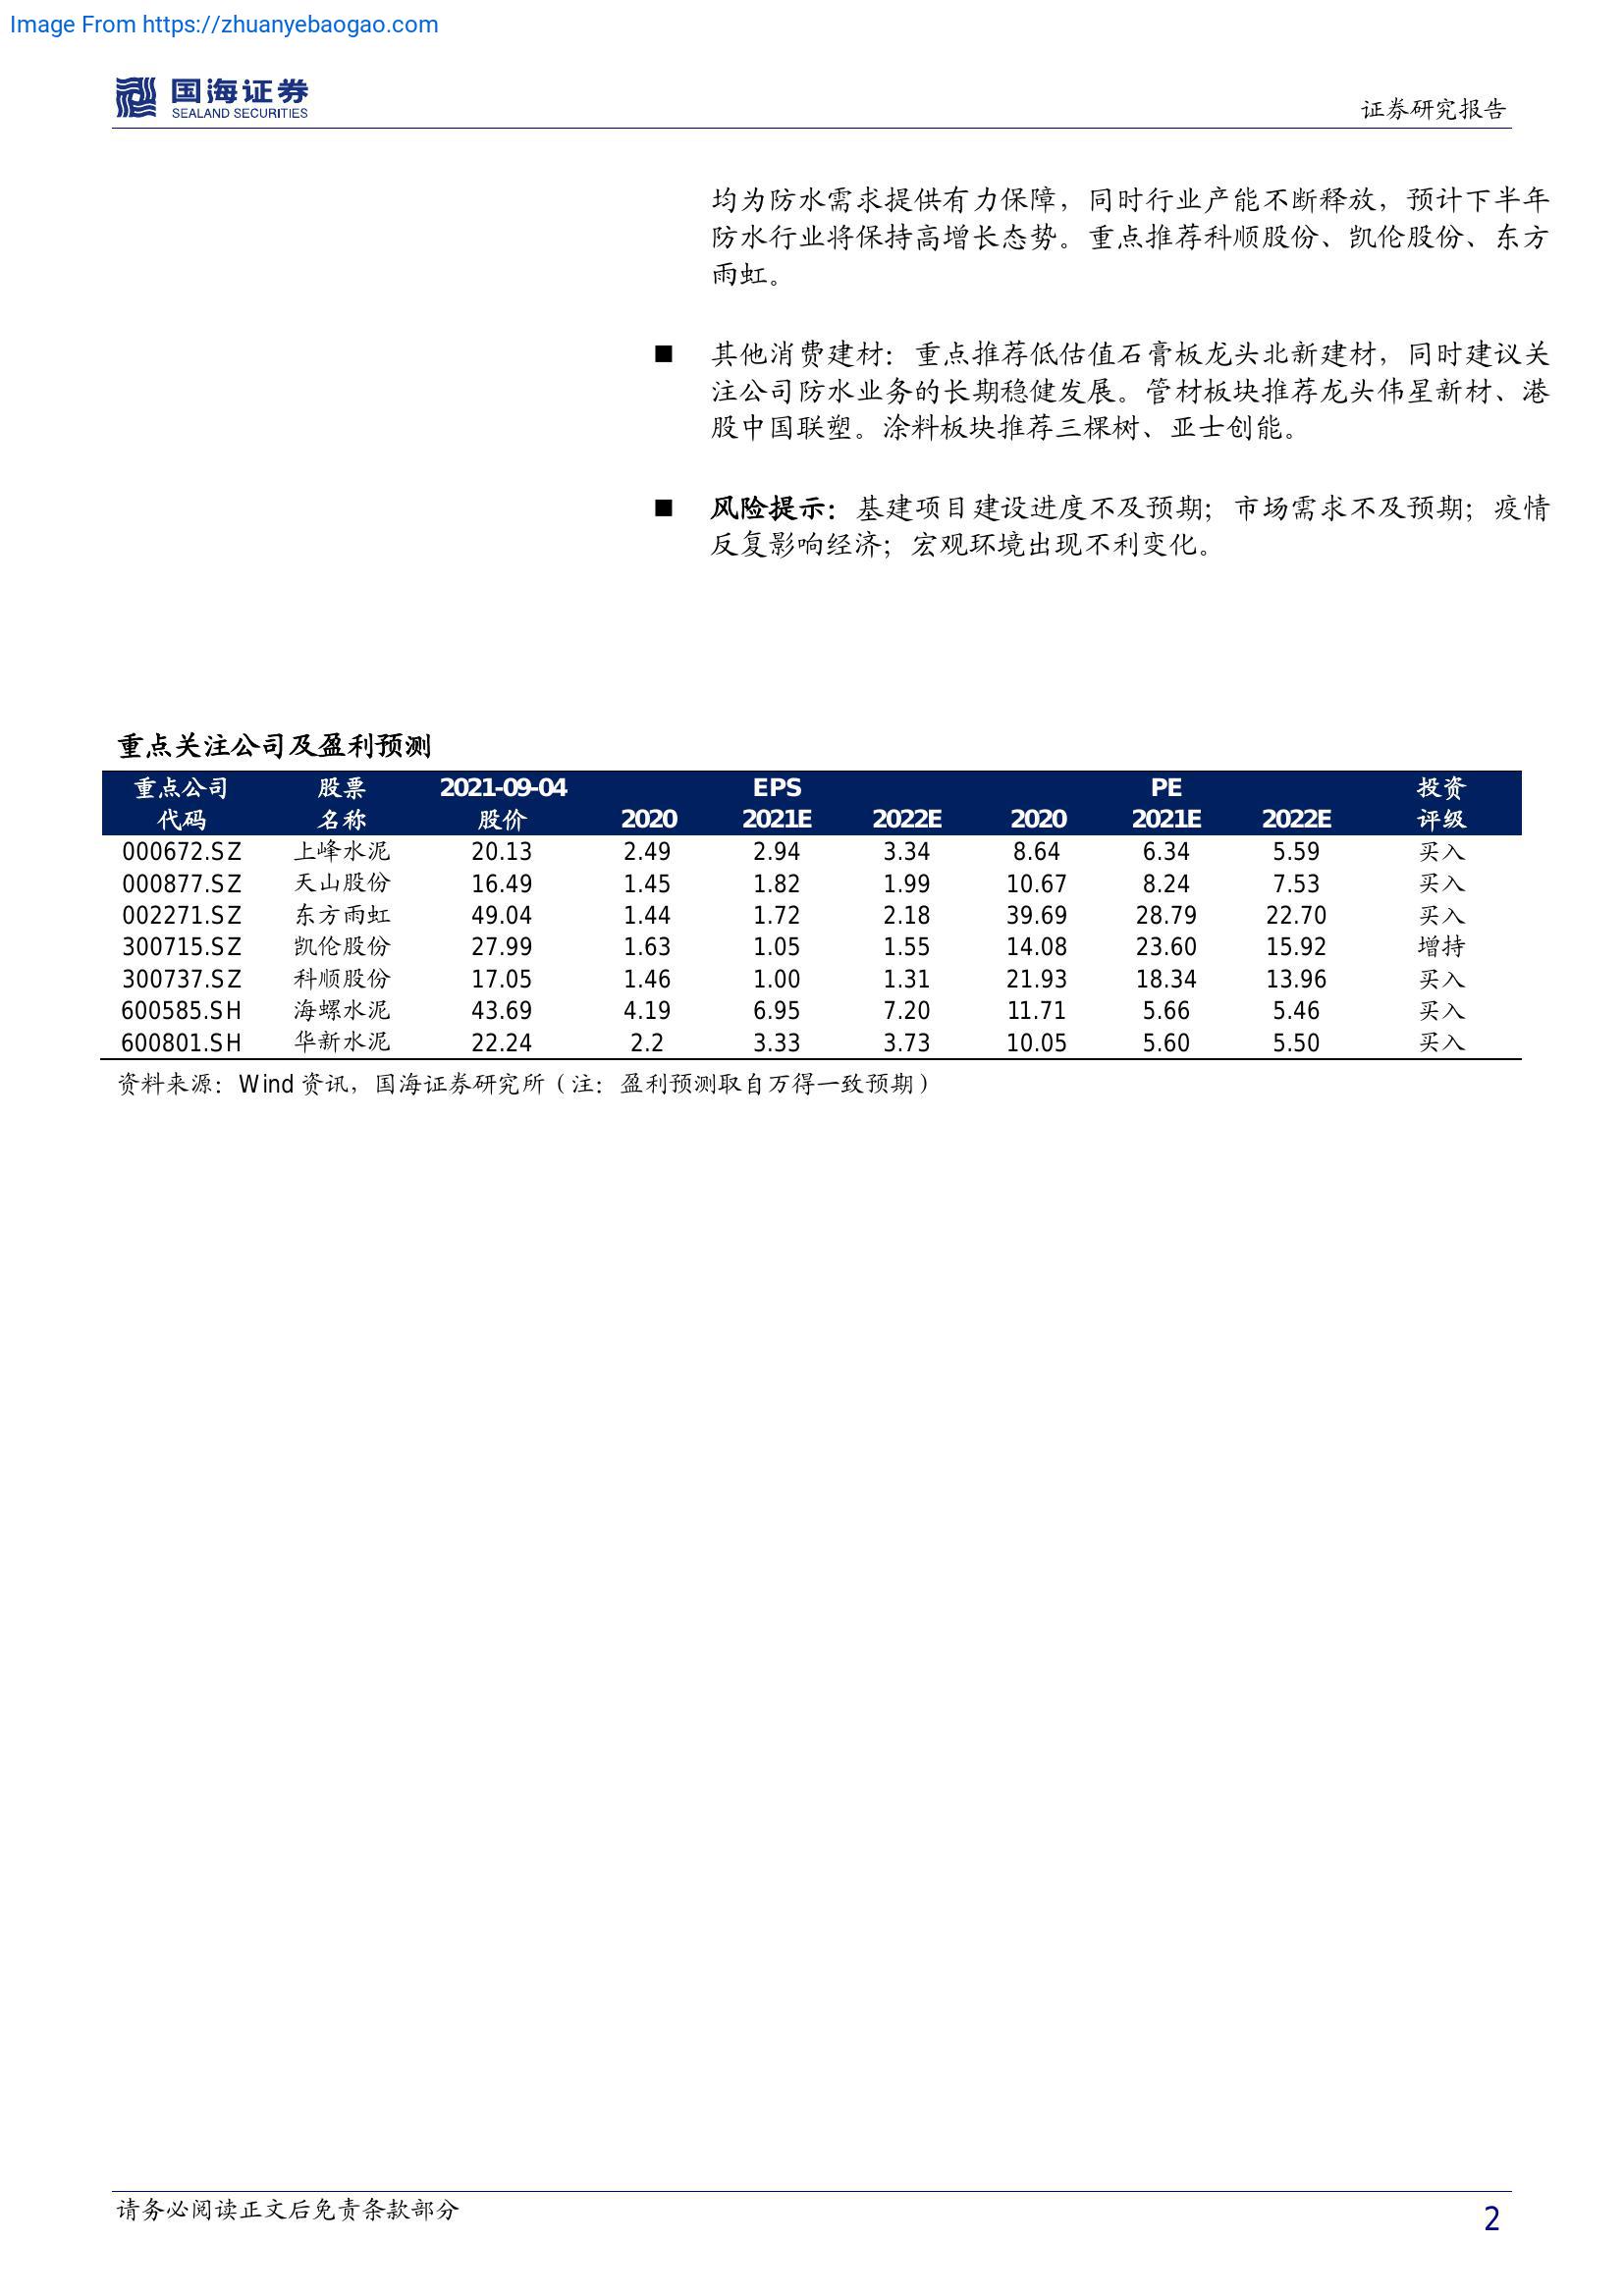 Image From https://zhuanyebaogao.com
国海证券
SEALAND SECURITIES
证券研究报告
均为防水需求提供有力保障，同时行业产能不断释放，预计下半年
防水行业将保持高增长态势。重点推荐科顺股份、凯伦股份、东方
雨虹。
■ 其他消费建材：重点推荐低估值石膏板龙头北新建材，同时建议关
注公司防水业务的长期稳健发展。管材板块推荐龙头伟星新材、港
股中国联塑。涂料板块推荐三棵树、亚士创能。
■ 风险提示：基建项目建设进度不及预期；市场需求不及预期；疫情
反复影响经济；宏观环境出现不利变化。
重点关注公司及盈利预测
重点公司 股票 2021-09-04 EPS PE 投资
代码 名称 股价 2020 2021E 2022E 2020 2021E 2022E 评级
000672.SZ 上峰水泥 20.13 2.49 2.94 3.34 8.64 6.34 5.59 买入
000877.SZ 天山股份 16.49 1.45 1.82 1.99 10.67 8.24 7.53 买入
002271.SZ 东方雨虹 49.04 1.44 1.72 2.18 39.69 28.79 22.70 买入
300715.SZ 凯伦股份 27.99 1.63 1.05 1.55 14.08 23.60 15.92 增持
300737.SZ 科顺股份 17.05 1.46 1.00 1.31 21.93 18.34 13.96 买入
600585.SH 海螺水泥 43.69 4.19 6.95 7.20 11.71 5.66 5.46 买入
600801.SH 华新水泥 22.24 2.2 3.33 3.73 10.05 5.60 5.50 买入
资料来源：Wind 资讯，国海证券研究所（注：盈利预测取自万得一致预期）
请务必阅读正文后免责条款部分
2